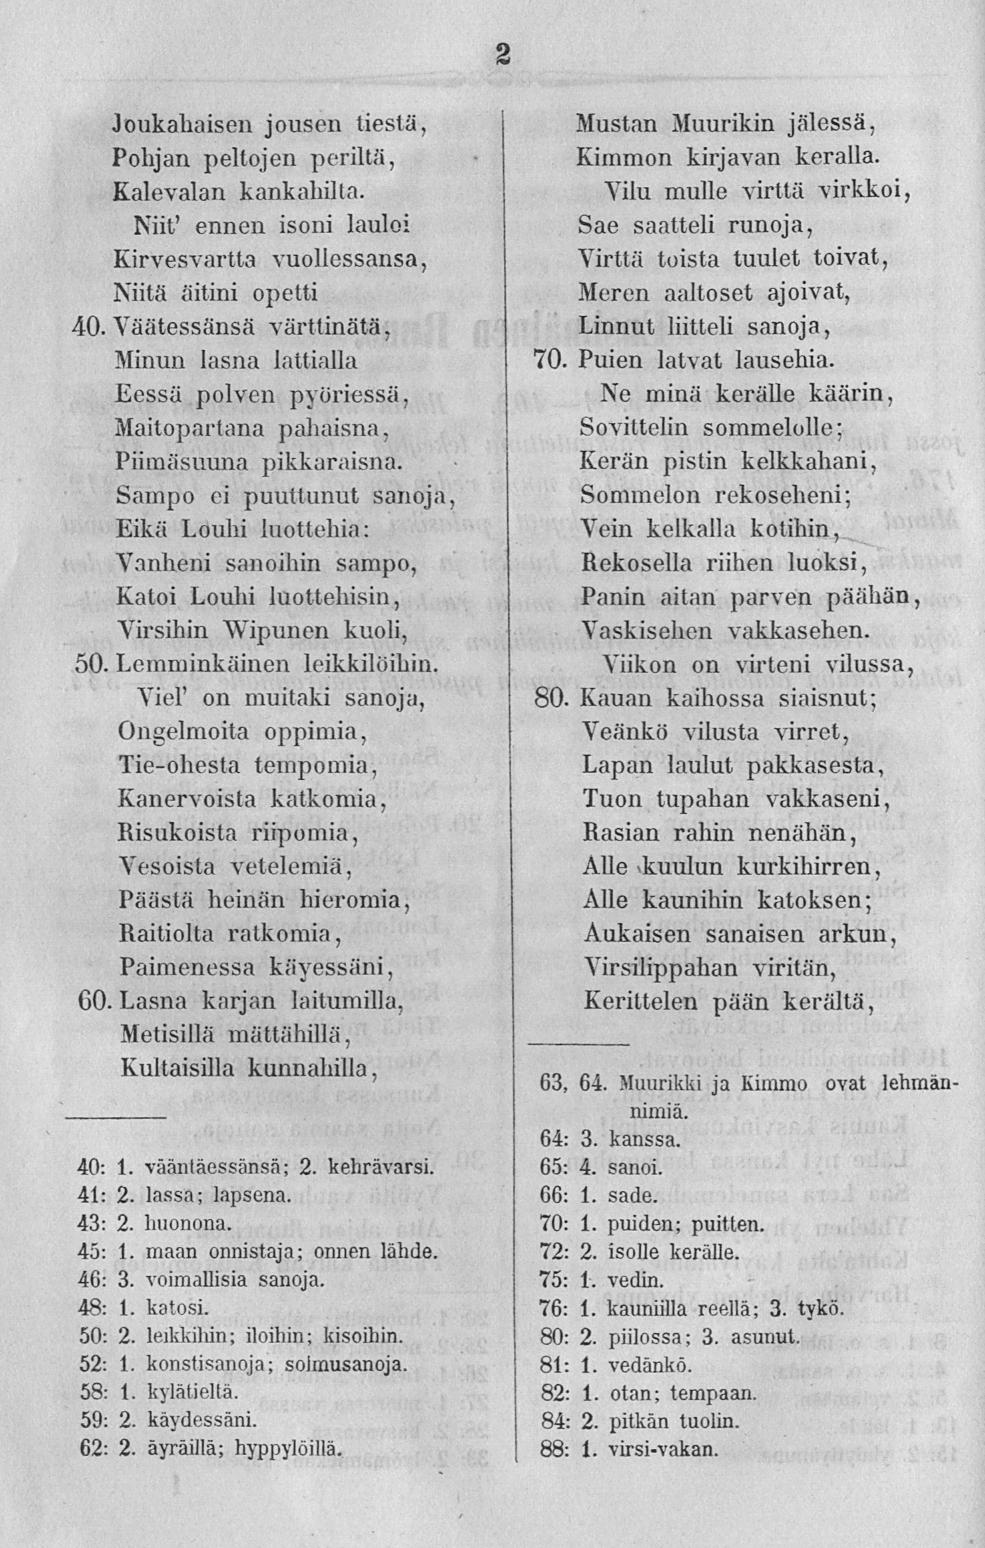 2
Joukahaisen jousen tiestä,
Pohjan peltojen periltä,
Kalevalan kankahilta.
Niit' ennen isoni lauloi
Kirvesvartta vuollessansa,
Niitä äitini opetti
40. Väätessänsä värttinätä,
Minun lasna lattialla
Eessä polven pyöriessä,
Maitopartana pahaisna,
Piimäsuuna pikkaraisna.
Sampo ei puuttunut sanoja,
Eikä Louhi luottehia:
Vanheni sanoihin sampo,
Katoi Louhi luottehisin,
Virsihin Wipunen kuoli,
50. Lemminkäinen leikkilöihin.
Viel' on muitaki sanoja,
Ongelmoita oppimia,
Tie-ohesta tempomia,
Kanervoista katkomia,
Risukoista riipomia,
Vesoista vetelemiä,
Päästä heinän hieromia,
Raitiolta ratkomia,
Paimenessa käyessäni,
60. Lasna karjan laitumilla,
Metisillä mättähillä,
Kultaisilla kunnahilla,
40: 1. vääntäessänsä; 2. kehrävarsi.
41: 2. lassa; lapsena.
43: 2. huonona.
45: 1. maan onnistaja; onnen lähde.
46: 3. voimallisia sanoja.
48: 1. katosi.
50: 2. leikkihin; iloihin; kisoihin.
52: 1. konstisanoja; solmusanoja.
58: 1. kylätieltä.
59: 2. käydessäni.
62: 2. äyräillä; hyppylöillä.
Mustan Muurikin jälessä,
Kimmon kirjavan keralla.
Vilu mulle virttä virkkoi,
Sae saatteli runoja,
Virttä toista tuulet toivat,
Meren aaltoset ajoivat,
Linnut liitteli sanoja,
70. Puien latvat lausehia.
Ne minä kerälle käärin,
Sovittelin sommelolle;
Kerän pistin kelkkahani,
Sommelon rekoseheni;
Vein kelkalla kotihin,
Rekosella riihen luoksi,
Panin aitan parven päähän,
Vaskisehen vakkasehen.
Viikon on virteni vilussa,
80. Kauan kaihossa siaisnut;
Veänkö vilusta virret,
Lapan laulut pakkasesta,
Tuon tupahan vakkaseni,
Rasian rahin nenähän,
Alle kuulun kurkihirren,
Alle kaunihin katoksen;
Aukaisen sanaisen arkun,
Virsilippahan viritän,
Kerittelen pään kerältä,
63, 64. Muurikki ja Kimmo ovat lehmän-
nimiä.
64: 3. kanssa.
65: 4. sanoi.
66: 1. sade.
70: 1. puiden; puitten.
72: 2. isolle kerälle.
75: 1. vedin.
76: 1. kauniilla reellä; 3. tykö.
80: 2. piilossa; 3. asunut.
81: 1. vedänkö.
82: 1. otan; tempaan.
84: 2. pitkän tuolin.
88: 1. virsi-vakan.